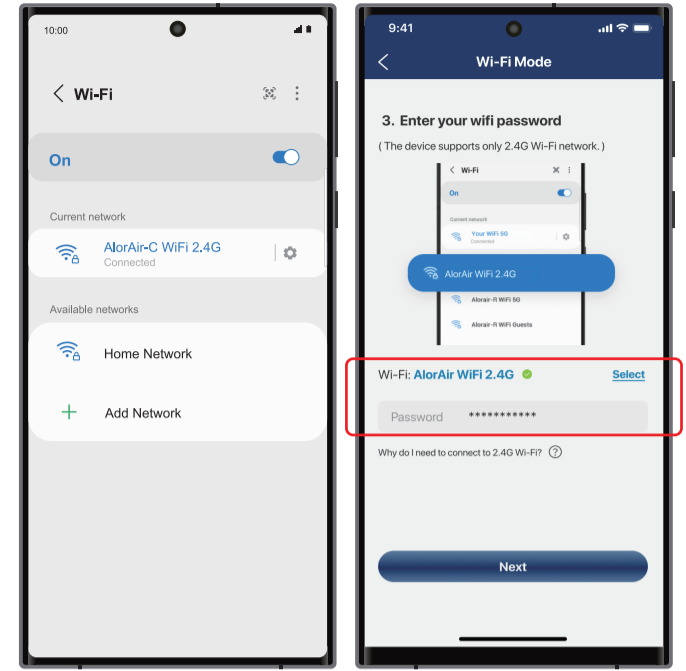 10:00
Wi-Fi
On
Current network
AlorAir-C WiFi 2.4G
Connected
Available networks
Home Network
Add Network
9:41
Wi-Fi Mode
3. Enter your wifi password
( The device supports only 2.4G Wi-Fi network. )
Wi-Fi
On
Current network
Your WiFi 5G
Connected
AlorAir WiFi 2.4G
Alorair-R WiFi 5G
Alorair-R WiFi Guests
Wi-Fi: AlorAir WiFi 2.4G Select
Password ***********
Why do I need to connect to 2.4G Wi-Fi? ?
Next